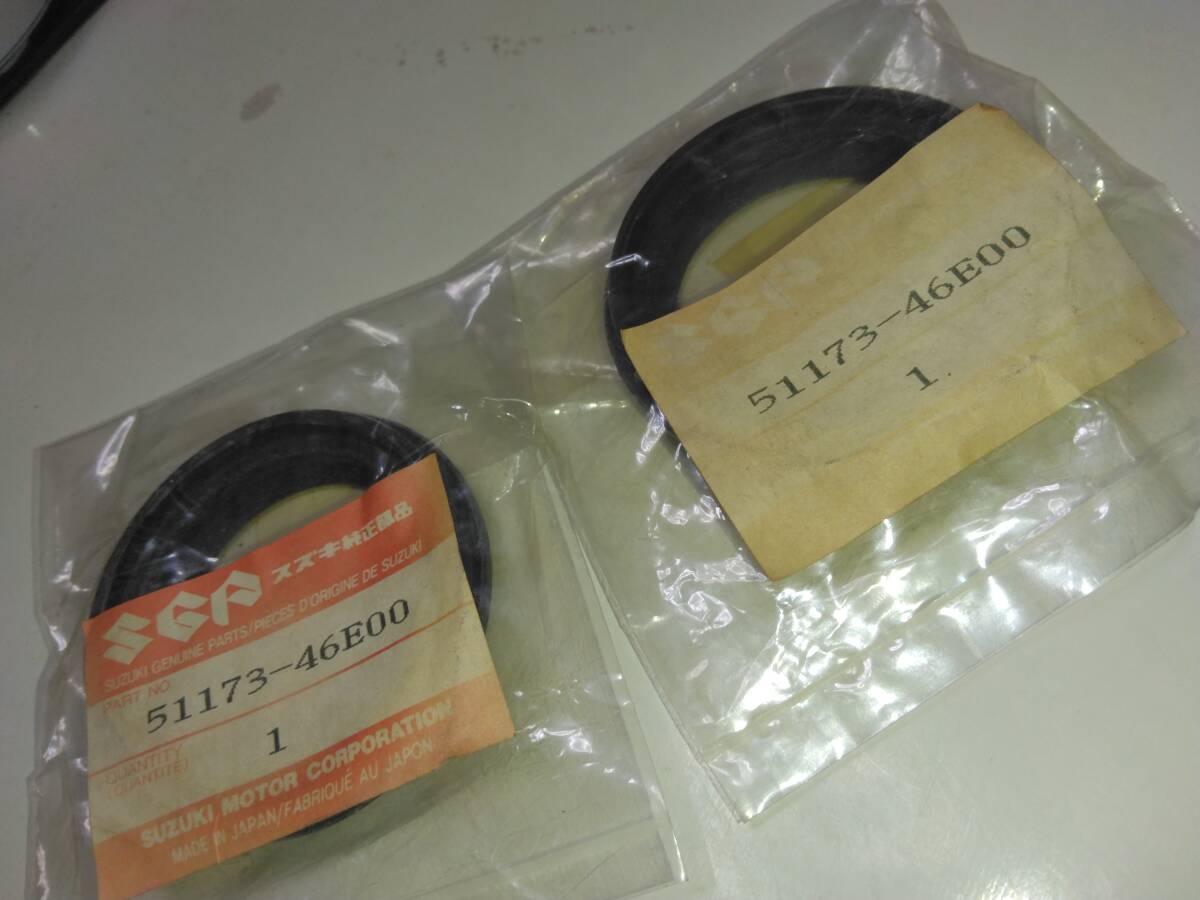 SGP スズキ純正部品
SUZUKI GENUINE PARTS/PIECES D'ORIGINE DE SUZUKI
PART NO.
51173-46E00
QUANTITY
(QUANTITÉ)
1
SUZUKI MOTOR CORPORATION
MADE IN JAPAN/FABRIQUÉ AU JAPON
SGP
51173-46E00
1